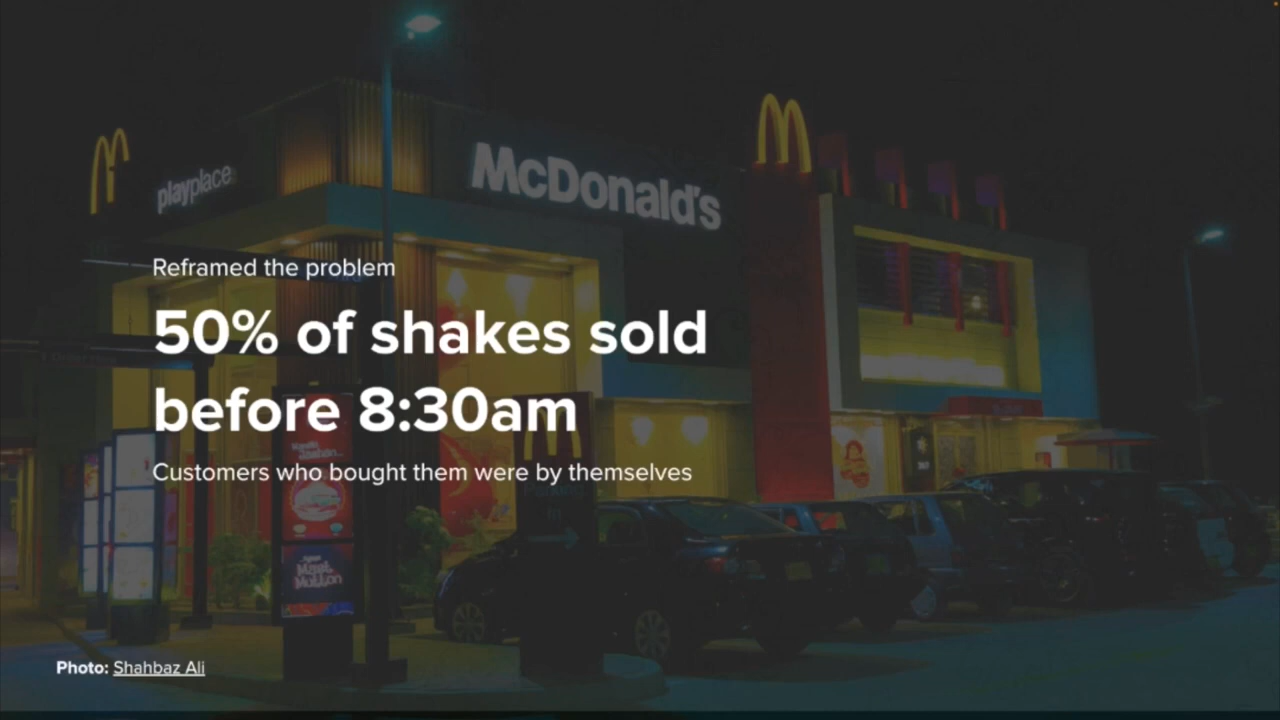 playplace
McDonald's
Reframed the problem
50% of shakes sold
before 8:30am
Customers who bought them were by themselves
Photo: Shahbaz Ali